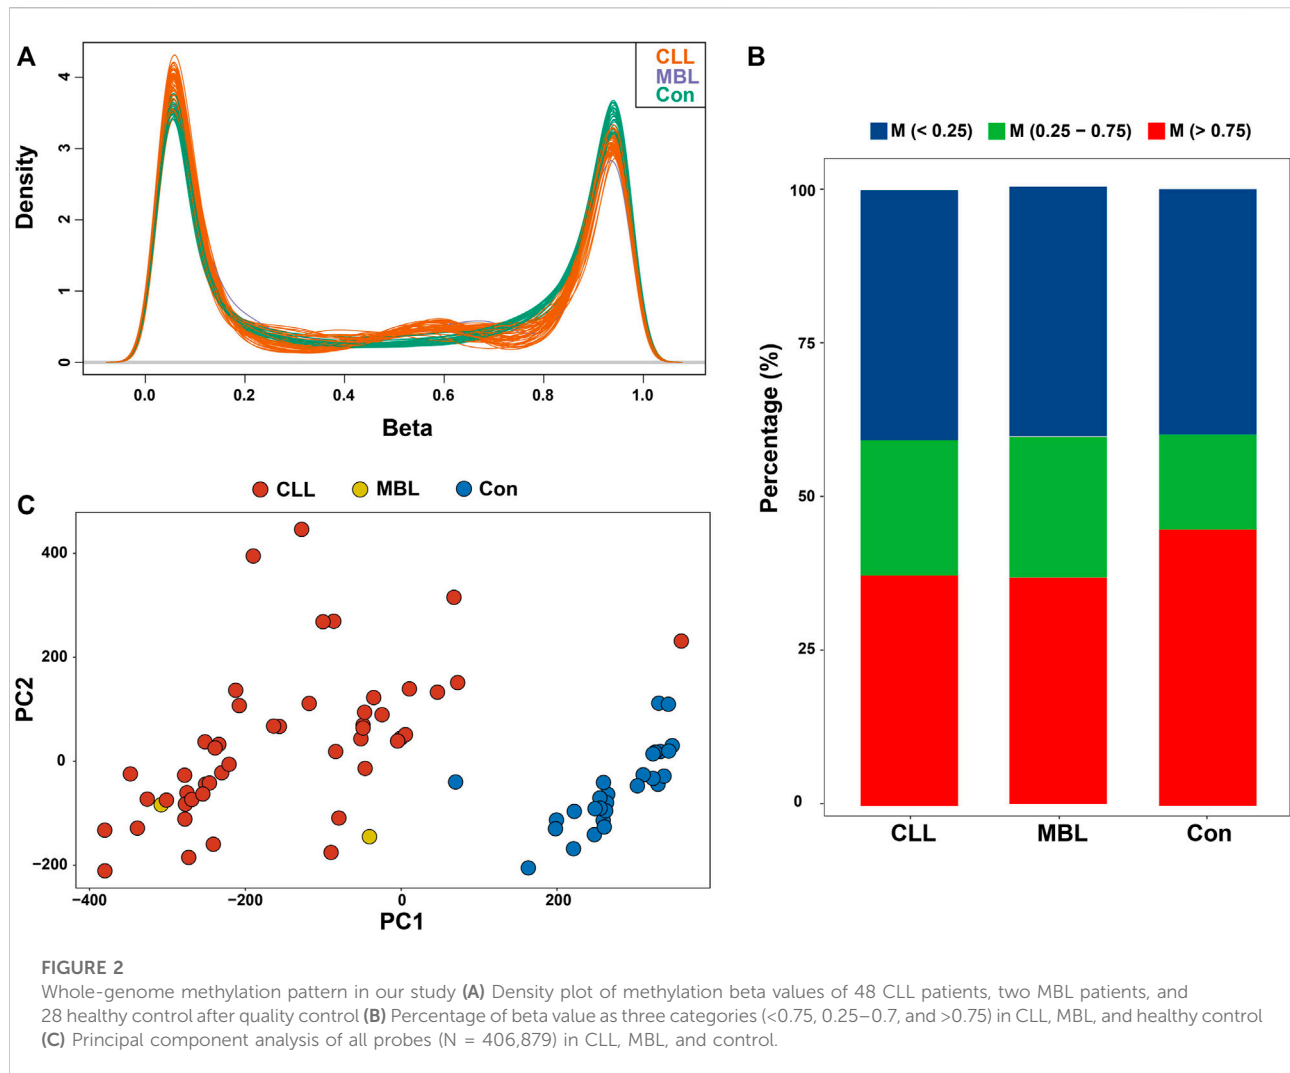 A
CLL
MBL
Con
4
3
2
1
0
Density
0.0 0.2 0.4 0.6 0.8 1.0
Beta
B
M (< 0.25) M (0.25 – 0.75) M (> 0.75)
100
75
50
25
0
Percentage (%)
CLL MBL Con
C
CLL MBL Con
400
200
0
−200
PC2
−400 −200 0 200
PC1
FIGURE 2
Whole-genome methylation pattern in our study (A) Density plot of methylation beta values of 48 CLL patients, two MBL patients, and
28 healthy control after quality control (B) Percentage of beta value as three categories (<0.75, 0.25–0.7, and >0.75) in CLL, MBL, and healthy control
(C) Principal component analysis of all probes (N = 406,879) in CLL, MBL, and control.